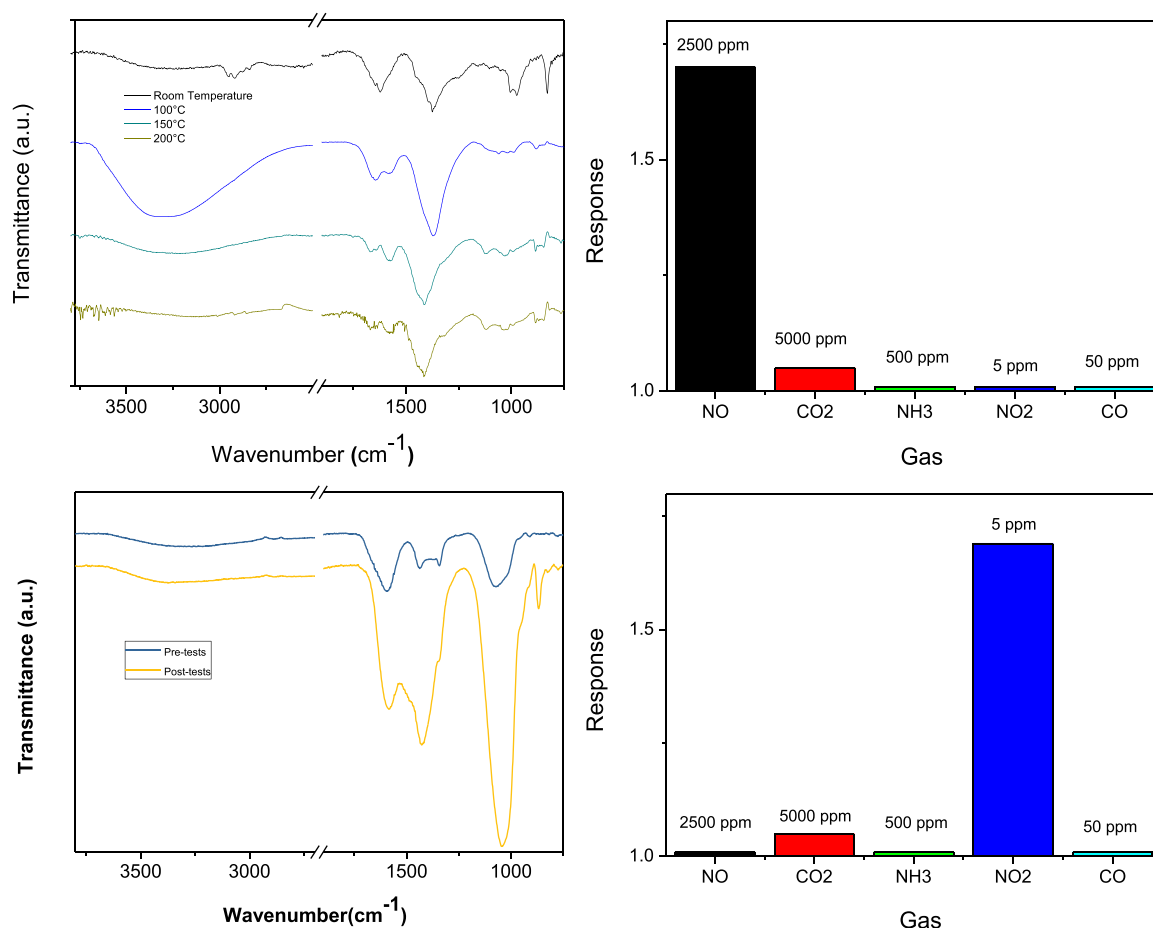 Transmittance (a.u.)
Room Temperature
100°C
150°C
200°C
3500
3000
1500
1000
Wavenumber (cm-1)
2500 ppm
5000 ppm
500 ppm
5 ppm
50 ppm
Response
1.5
1.0
NO
CO2
NH3
NO2
CO
Gas
Transmittance (a.u.)
Pre-tests
Post-tests
3500
3000
1500
1000
Wavenumber(cm-1)
5 ppm
2500 ppm
5000 ppm
500 ppm
50 ppm
Response
1.5
1.0
NO
CO2
NH3
NO2
CO
Gas